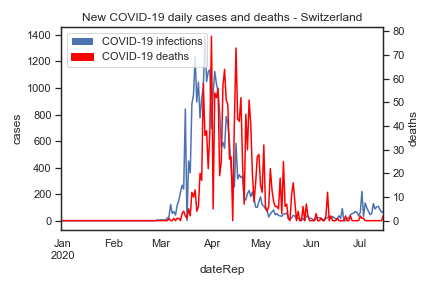 New COVID-19 daily cases and deaths - Switzerland
COVID-19 infections
COVID-19 deaths
1400
1200
1000
800
600
400
200
0
cases
80
70
60
50
40
30
20
10
0
deaths
Jan Feb Mar Apr May Jun Jul
2020
dateRep